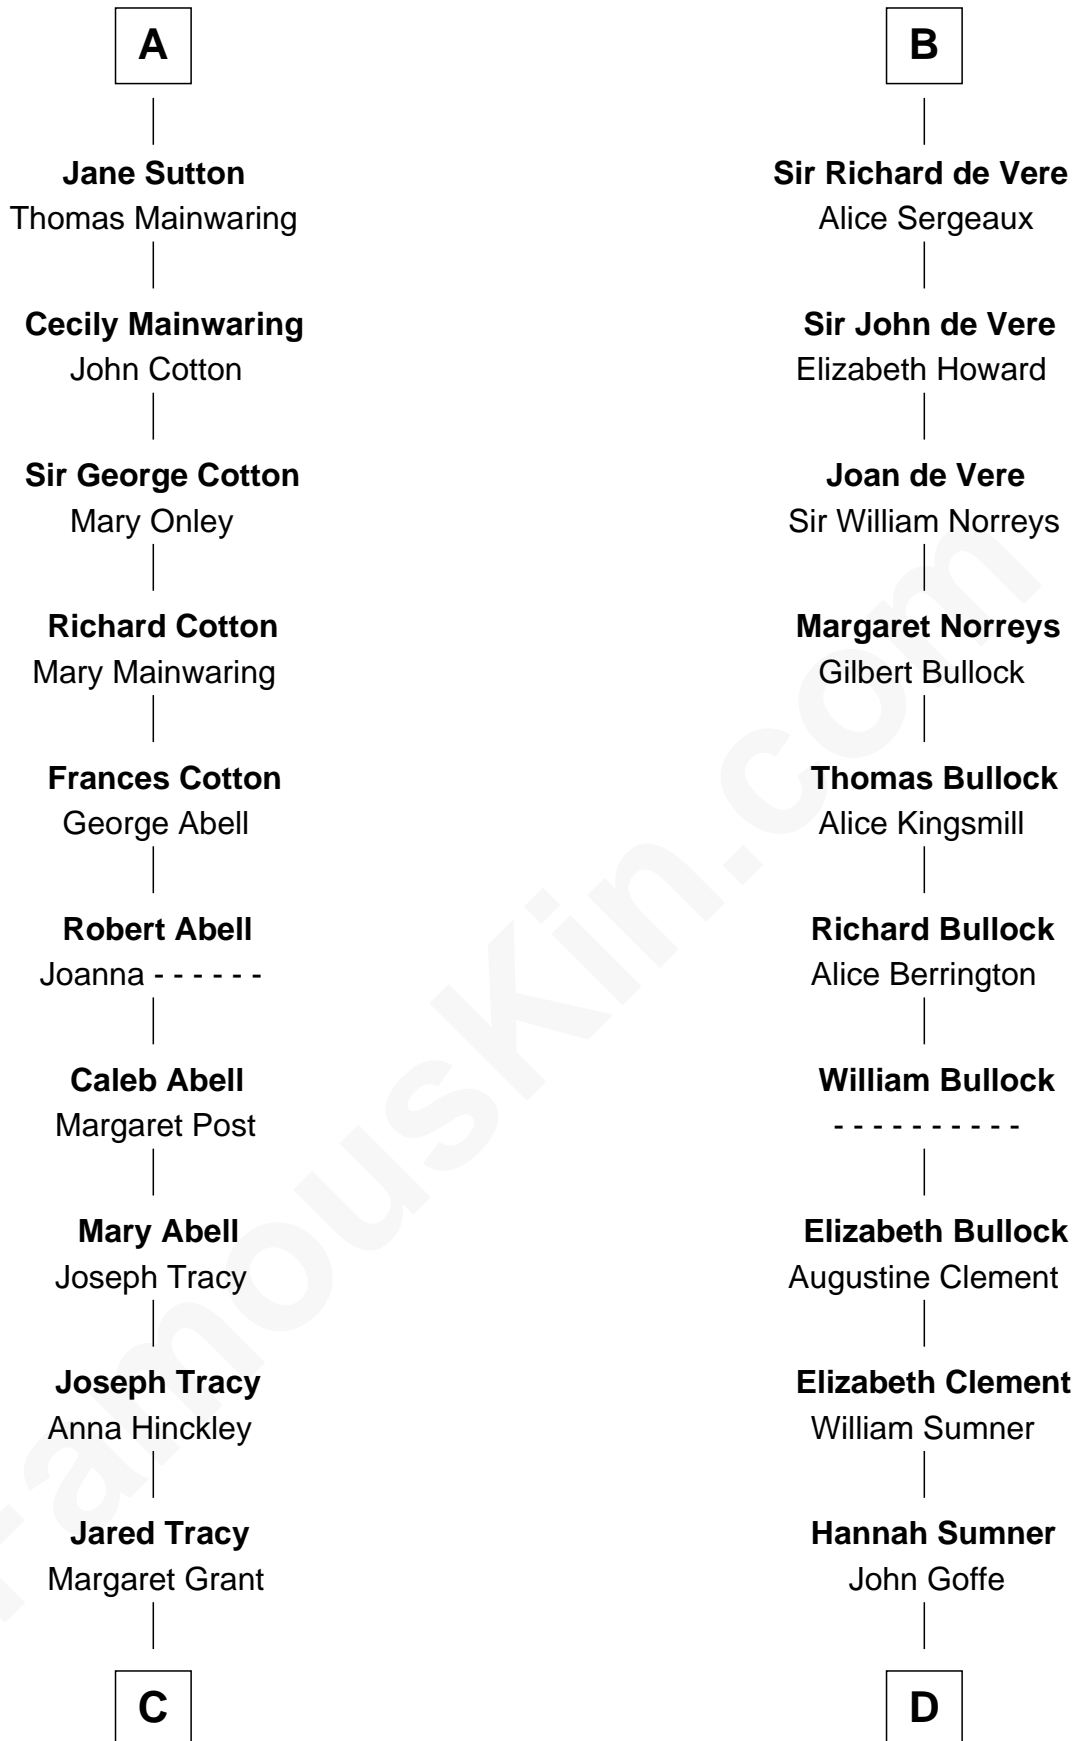 A
Jane Sutton
Thomas Mainwaring
Cecily Mainwaring
John Cotton
Sir George Cotton
Mary Onley
Richard Cotton
Mary Mainwaring
Frances Cotton
George Abell
Robert Abell
Joanna - - - - - -
Caleb Abell
Margaret Post
Mary Abell
Joseph Tracy
Joseph Tracy
Anna Hinckley
Jared Tracy
Margaret Grant
C
B
Sir Richard de Vere
Alice Sergeaux
Sir John de Vere
Elizabeth Howard
Joan de Vere
Sir William Norreys
Margaret Norreys
Gilbert Bullock
Thomas Bullock
Alice Kingsmill
Richard Bullock
Alice Berrington
William Bullock
- - - - - - - - - -
Elizabeth Bullock
Augustine Clement
Elizabeth Clement
William Sumner
Hannah Sumner
John Goffe
D
FamousKin.com